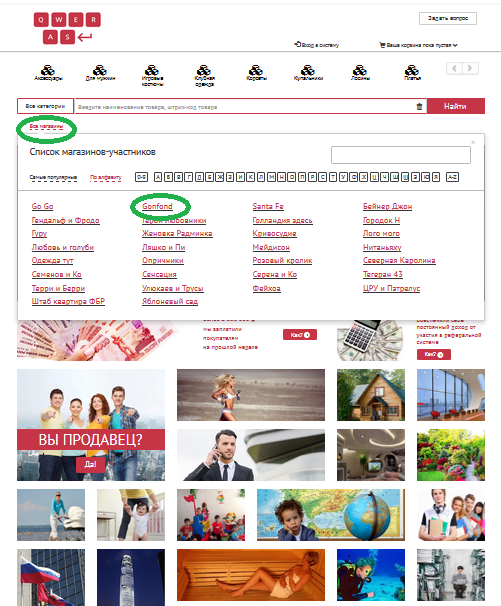 Q W E R
A S
Задать вопрос
Вход в систему
Ваша корзина пока пустая
Аксессуары
Для мужчин
Игровые костюмы
Клубная одежда
Корсеты
Купальники
Лосины
Платья
Все категории
Введите наименование товара, штрих-код товара
Найти
Все магазины
Список магазинов-участников
Самые популярные
По алфавиту
0-9 А Б В Г Д Е Ж З И К Л М Н О П Р С Т У Ф Х Ц Ч Ш Щ Э Ю Я A-Z
Go Go
Gonfond
Santa Fe
Бейнер Джон
Гендальф и Фродо
Герои Любовники
Голландия здесь
Городок Н
Гуру
Женовка Радминка
Кривосудие
Лого мого
Любовь и голуби
Ляшко и Пи
Мейдисон
Нитаньяху
Одежда тут
Опричники
Розовый кролик
Северная Каролина
Семенов и Ко
Сенсация
Серена и Ко
Тегеран 43
Терри и Берри
Улюкаев и Трусы
Фейхоа
ЦРУ и Пэтрелус
Штаб квартира ФБР
Яблоневый сад
мы заплатили
покупателям
на прошлой неделе
Как?
постоянный доход от
участия в реферальной
системе
Как?
ВЫ ПРОДАВЕЦ?
Да!